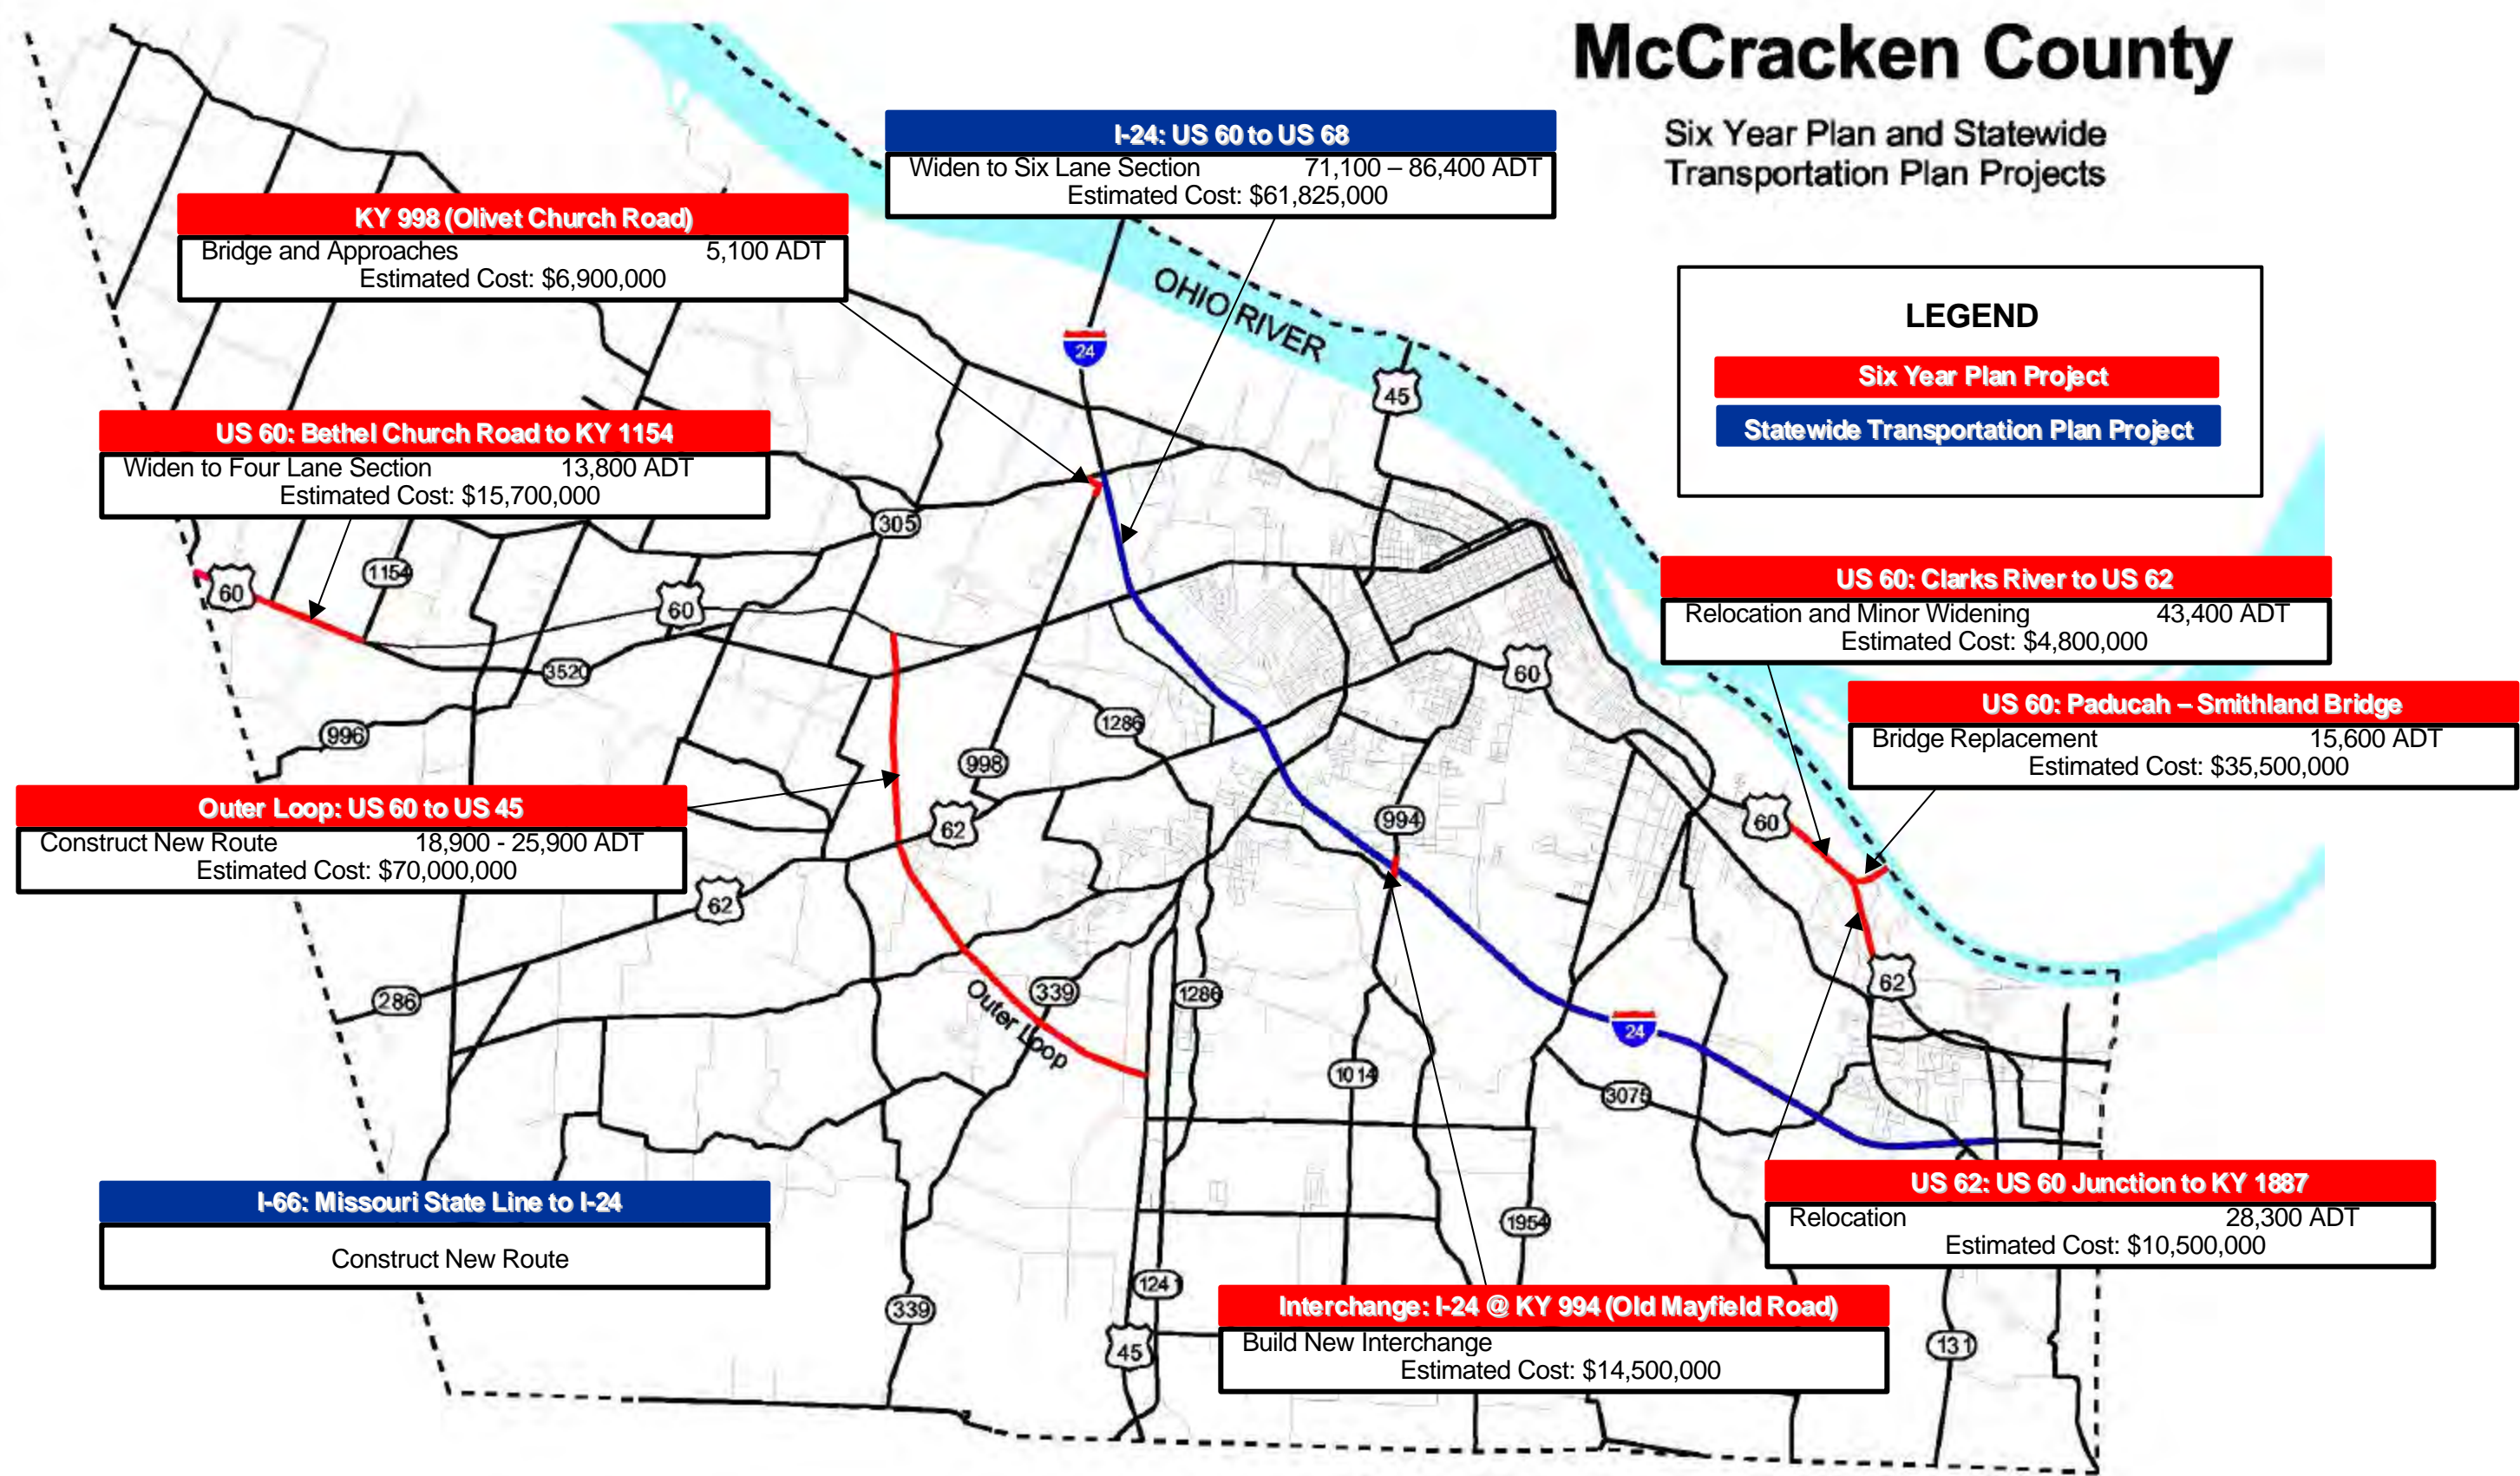 McCracken County
Six Year Plan and Statewide
Transportation Plan Projects
I-24: US 60 to US 68
Widen to Six Lane Section 71,100 – 86,400 ADT
Estimated Cost: $61,825,000
KY 998 (Olivet Church Road)
Bridge and Approaches 5,100 ADT
Estimated Cost: $6,900,000
OHIO RIVER
24
45
LEGEND
Six Year Plan Project
Statewide Transportation Plan Project
US 60: Bethel Church Road to KY 1154
Widen to Four Lane Section 13,800 ADT
Estimated Cost: $15,700,000
305
1154
60
60
3520
996
US 60: Clarks River to US 62
Relocation and Minor Widening 43,400 ADT
Estimated Cost: $4,800,000
60
US 60: Paducah – Smithland Bridge
Bridge Replacement 15,600 ADT
Estimated Cost: $35,500,000
1286
998
Outer Loop: US 60 to US 45
Construct New Route 18,900 - 25,900 ADT
Estimated Cost: $70,000,000
62
994
60
62
62
286
Outer Loop
339
1286
24
1014
3075
I-66: Missouri State Line to I-24
Construct New Route
US 62: US 60 Junction to KY 1887
Relocation 28,300 ADT
Estimated Cost: $10,500,000
1954
1241
339
45
Interchange: I-24 @ KY 994 (Old Mayfield Road)
Build New Interchange
Estimated Cost: $14,500,000
131